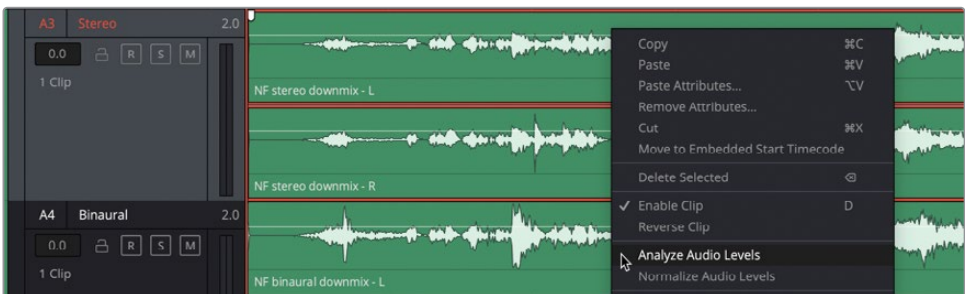 A3 Stereo 2.0
0.0 R S M
1 Clip
NF stereo downmix - L
NF stereo downmix - R
A4 Binaural 2.0
0.0 R S M
1 Clip
NF binaural downmix - L
Copy ⌘C
Paste ⌘V
Paste Attributes... ⌥V
Remove Attributes...
Cut ⌘X
Move to Embedded Start Timecode
Delete Selected ⌫
✓ Enable Clip D
Reverse Clip
Analyze Audio Levels
Normalize Audio Levels